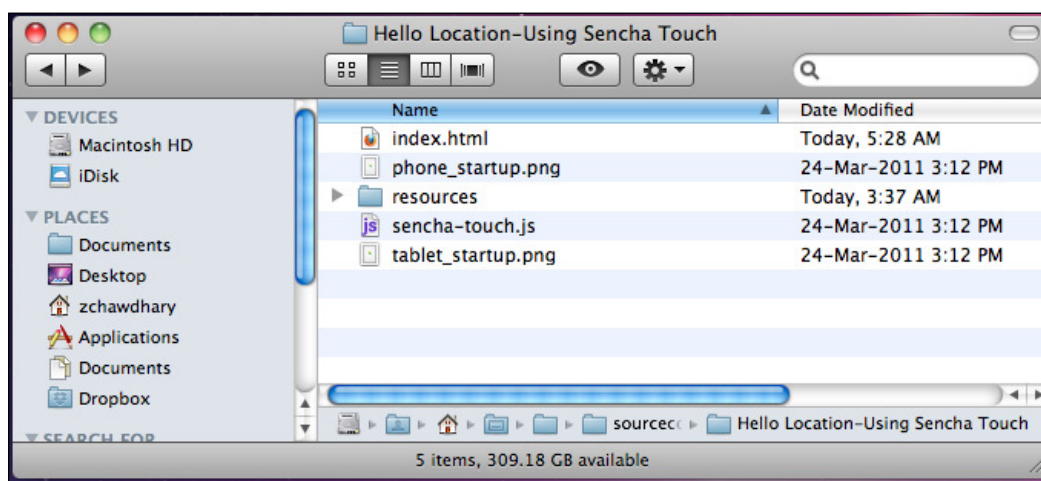 Hello Location-Using Sencha Touch
Name Date Modified
DEVICES
Macintosh HD
iDisk
PLACES
Documents
Desktop
zchawdhary
Applications
Documents
Dropbox
SEARCH FOR
index.html Today, 5:28 AM
phone_startup.png 24-Mar-2011 3:12 PM
resources Today, 3:37 AM
js sencha-touch.js 24-Mar-2011 3:12 PM
tablet_startup.png 24-Mar-2011 3:12 PM
Hello Location-Using Sencha Touch
5 items, 309.18 GB available